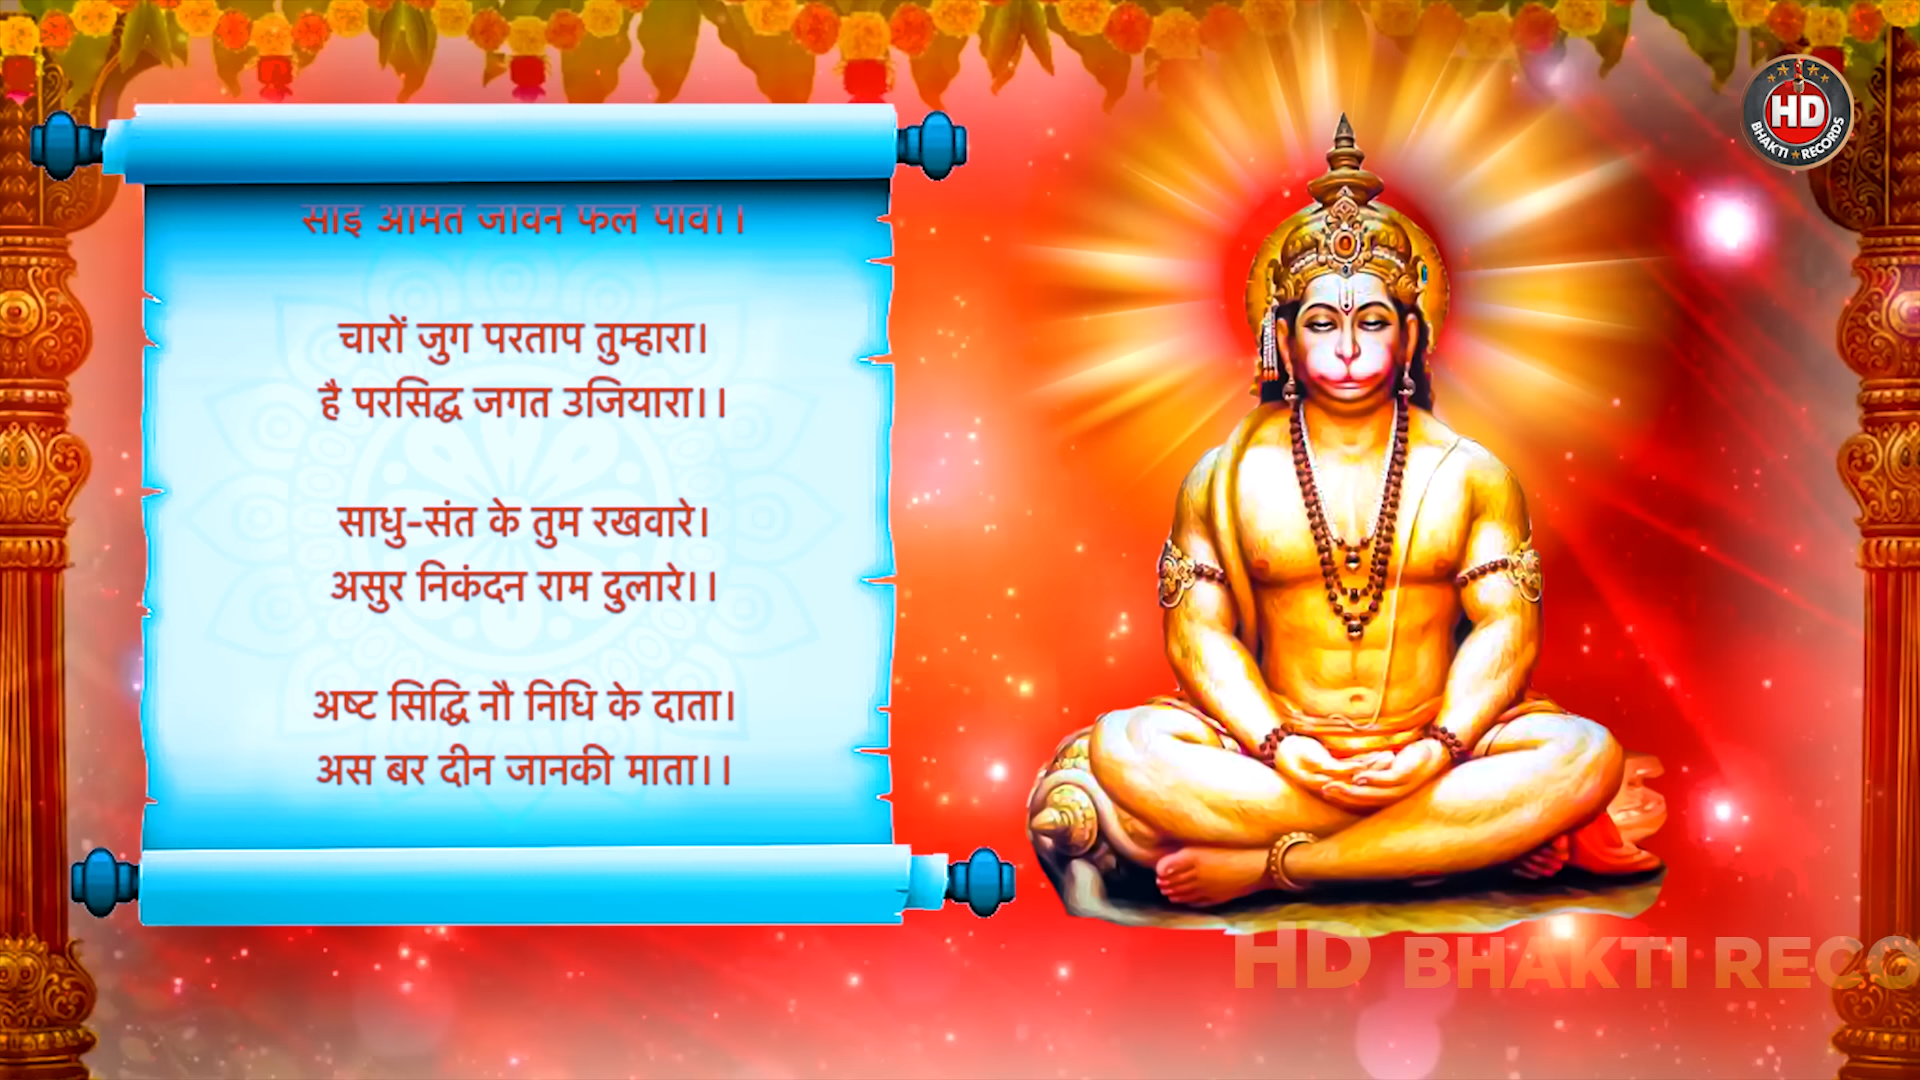 चारों जुग परताप तुम्हारा।
है परसिद्ध जगत उजियारा।।
साधु-संत के तुम रखवारे।
असुर निकंदन राम दुलारे।।
अष्ट सिद्धि नौ निधि के दाता।
अस बर दीन जानकी माता।।
HD
BHAKTI RECORDS
HD BHAKTI RECO